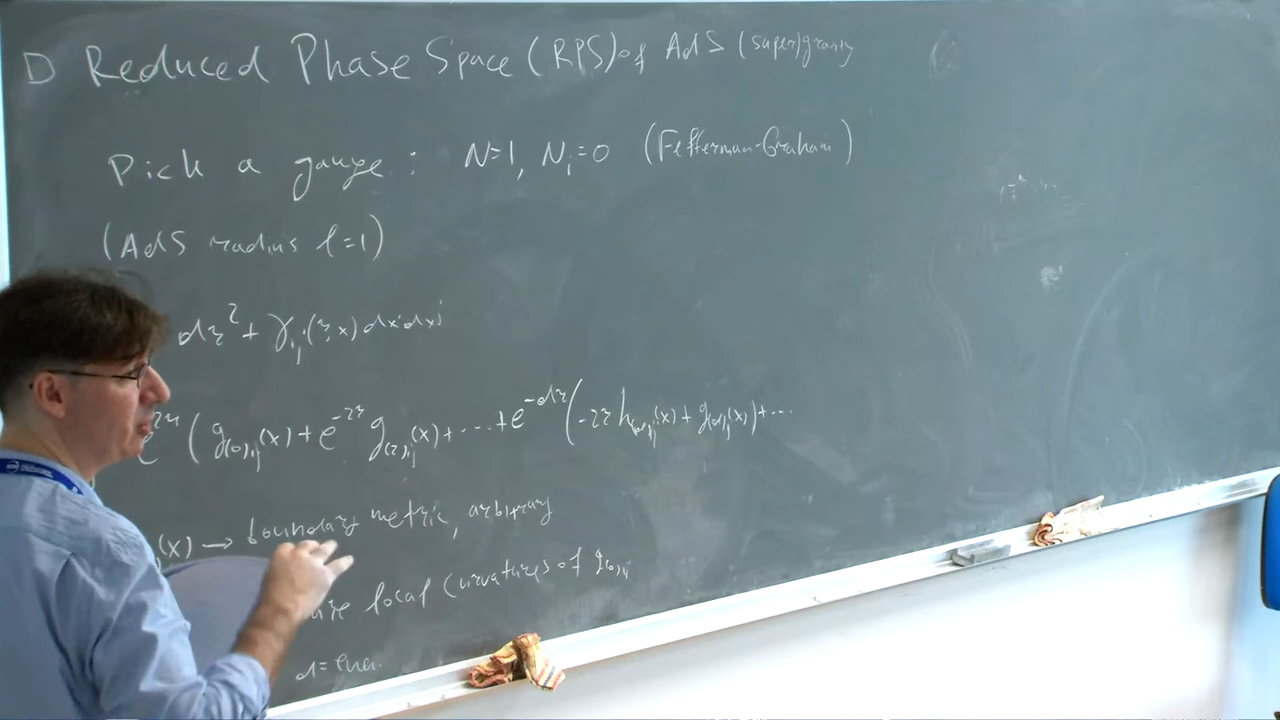 D Reduced Phase Space (RPS) of AdS (super)gravity
Pick a gauge : N=1, N_i=0 (Fefferman-Graham)
(AdS radius l=1)
dr² + γ_ij(r,x) dx^i dx^j
e^{2r} ( g_(0)ij(x) + e^{-2r} g_(2)ij(x) + ... + e^{-dr} ( -2r h_(d)ij(x) + g_(d)ij(x) ) + ...
(x) → boundary metric, arbitrary
are local curvatures of g_(0)ij
d = even.